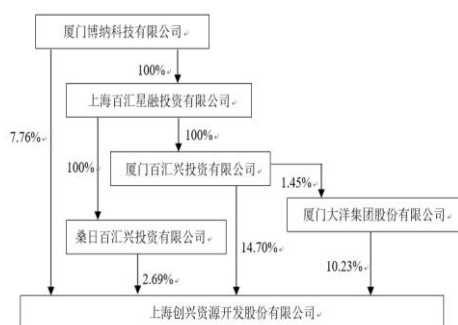 厦门博纳科技有限公司
100%
上海百汇星融投资有限公司
7.76%
100%
100%
厦门百汇兴投资有限公司
1.45%
厦门大洋集团股份有限公司
桑日百汇兴投资有限公司
14.70%
10.23%
2.69%
上海创兴资源开发股份有限公司